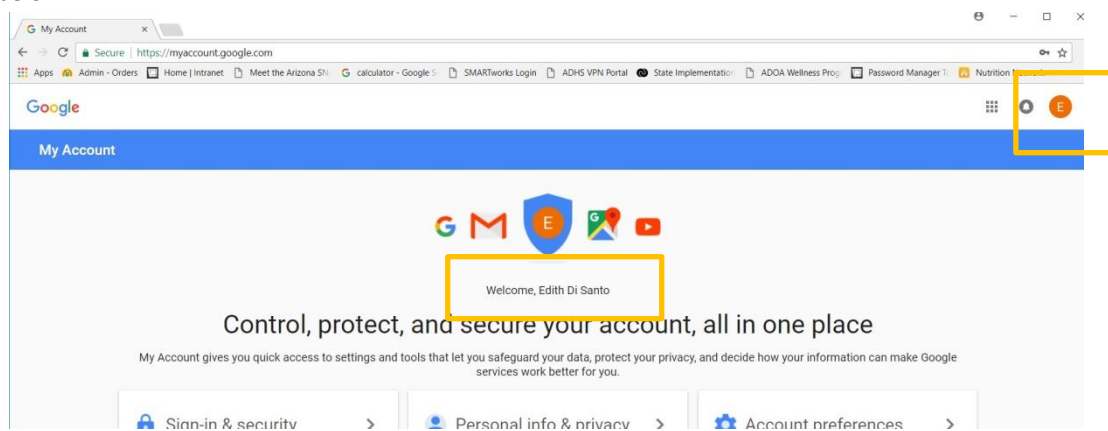 My Account
Secure | https://myaccount.google.com
Apps Admin - Orders Home | Intranet Meet the Arizona SN calculator - Google S SMARTworks Login ADHS VPN Portal State Implementation ADOA Wellness Prog Password Manager Nutrition
Google
E
My Account
G
E
G
Welcome, Edith Di Santo
Control, protect, and secure your account, all in one place
My Account gives you quick access to settings and tools that let you safeguard your data, protect your privacy, and decide how your information can make Google
services work better for you.
Sign-in & security
Personal info & privacy
Account preferences